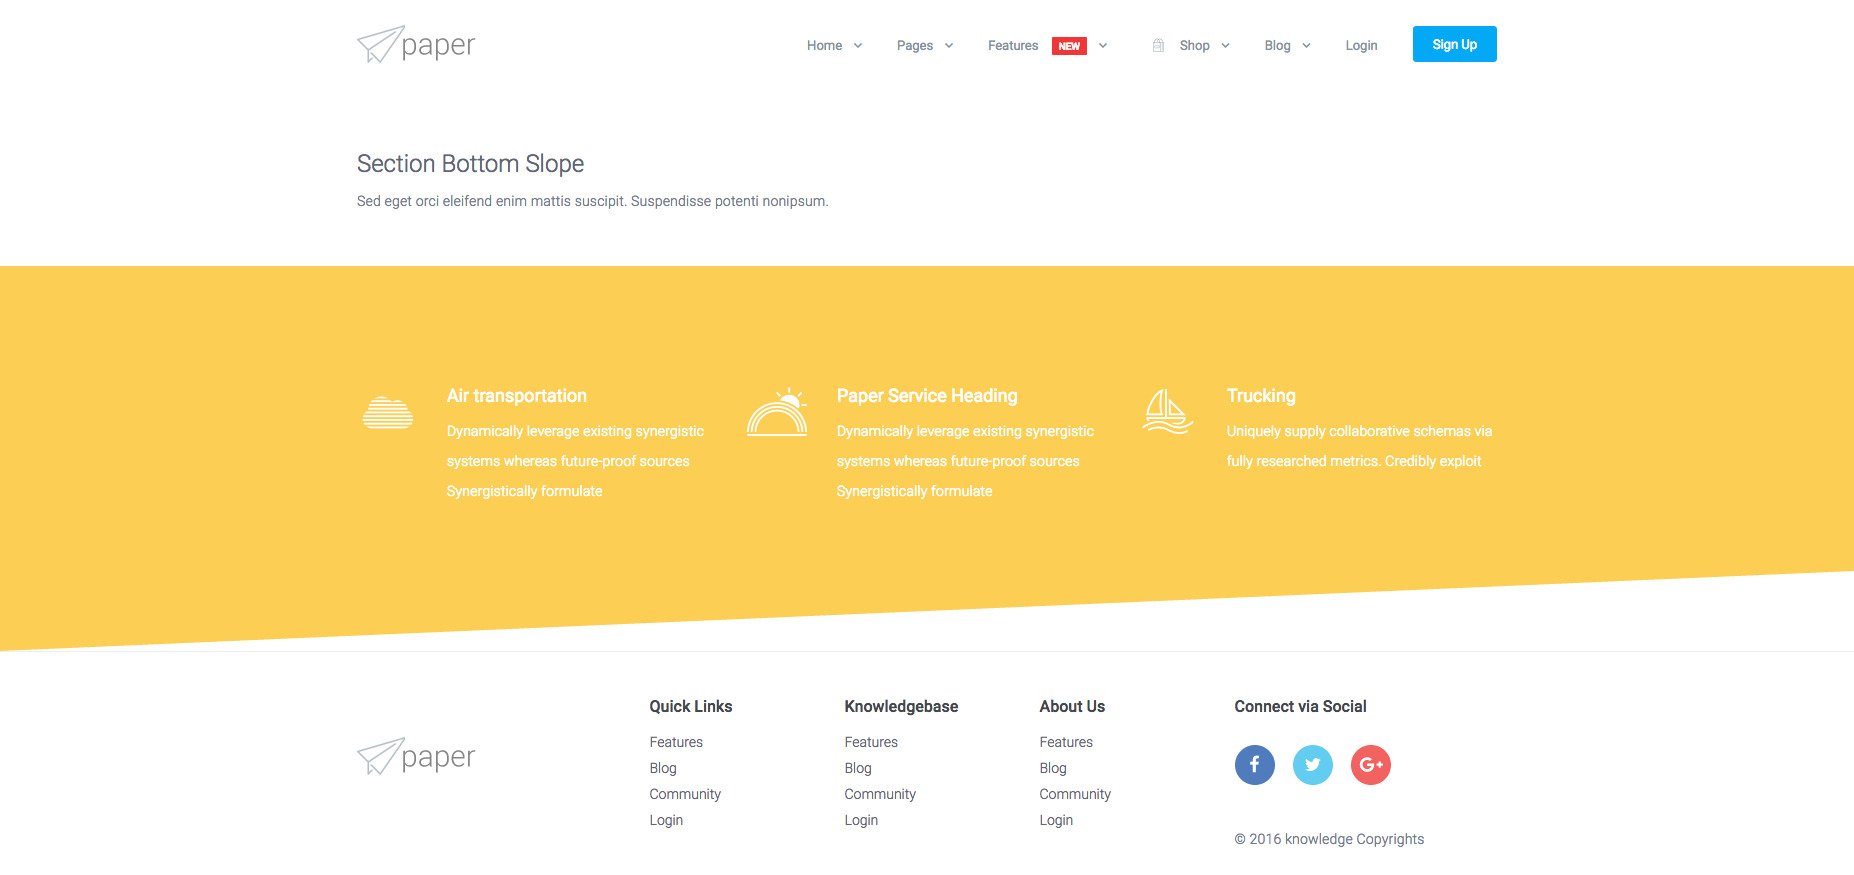 paper
Home Pages Features NEW Shop Blog Login Sign Up
Section Bottom Slope
Sed eget orci eleifend enim mattis suscipit. Suspendisse potenti nonipsum.
Air transportation
Dynamically leverage existing synergistic
systems whereas future-proof sources
Synergistically formulate
Paper Service Heading
Dynamically leverage existing synergistic
systems whereas future-proof sources
Synergistically formulate
Trucking
Uniquely supply collaborative schemas via
fully researched metrics. Credibly exploit
paper
Quick Links
Features
Blog
Community
Login
Knowledgebase
Features
Blog
Community
Login
About Us
Features
Blog
Community
Login
Connect via Social
f G+
© 2016 knowledge Copyrights